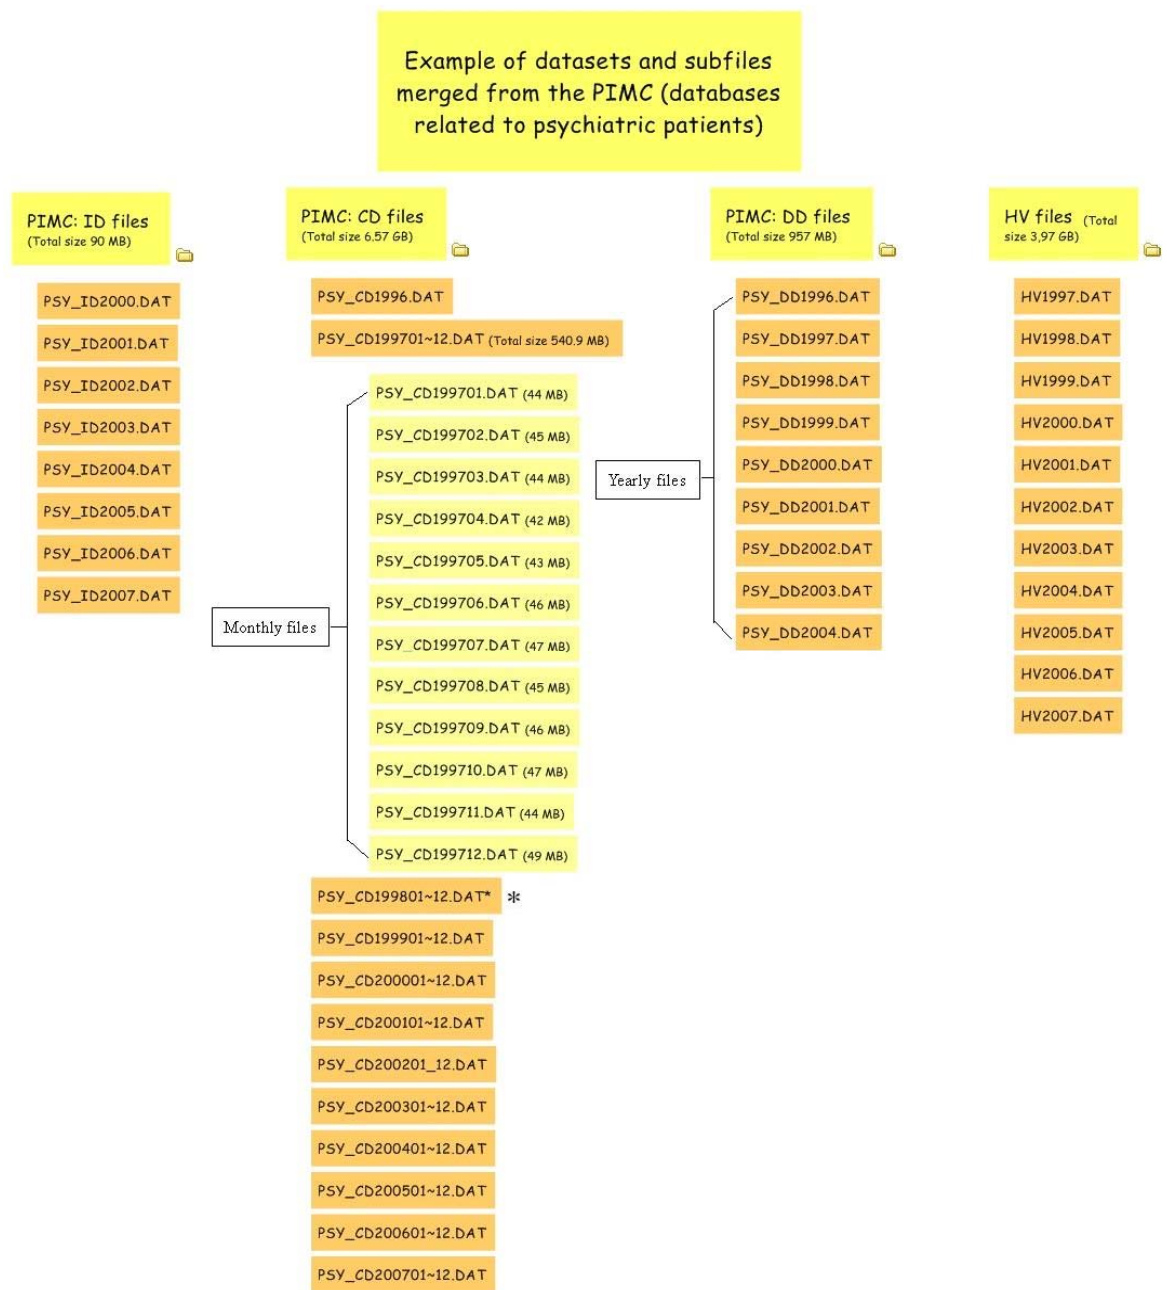 Example of datasets and subfiles
merged from the PIMC (databases
related to psychiatric patients)
PIMC: ID files
(Total size 90 MB)
PSY_ID2000.DAT
PSY_ID2001.DAT
PSY_ID2002.DAT
PSY_ID2003.DAT
PSY_ID2004.DAT
PSY_ID2005.DAT
PSY_ID2006.DAT
PSY_ID2007.DAT
PIMC: CD files
(Total size 6.57 GB)
PSY_CD1996.DAT
PSY_CD199701~12.DAT (Total size 540.9 MB)
Monthly files
PSY_CD199701.DAT (44 MB)
PSY_CD199702.DAT (45 MB)
PSY_CD199703.DAT (44 MB)
PSY_CD199704.DAT (42 MB)
PSY_CD199705.DAT (43 MB)
PSY_CD199706.DAT (46 MB)
PSY_CD199707.DAT (47 MB)
PSY_CD199708.DAT (45 MB)
PSY_CD199709.DAT (46 MB)
PSY_CD199710.DAT (47 MB)
PSY_CD199711.DAT (44 MB)
PSY_CD199712.DAT (49 MB)
PSY_CD199801~12.DAT* *
PSY_CD199901~12.DAT
PSY_CD200001~12.DAT
PSY_CD200101~12.DAT
PSY_CD200201_12.DAT
PSY_CD200301~12.DAT
PSY_CD200401~12.DAT
PSY_CD200501~12.DAT
PSY_CD200601~12.DAT
PSY_CD200701~12.DAT
PIMC: DD files
(Total size 957 MB)
Yearly files
PSY_DD1996.DAT
PSY_DD1997.DAT
PSY_DD1998.DAT
PSY_DD1999.DAT
PSY_DD2000.DAT
PSY_DD2001.DAT
PSY_DD2002.DAT
PSY_DD2003.DAT
PSY_DD2004.DAT
HV files (Total
size 3,97 GB)
HV1997.DAT
HV1998.DAT
HV1999.DAT
HV2000.DAT
HV2001.DAT
HV2002.DAT
HV2003.DAT
HV2004.DAT
HV2005.DAT
HV2006.DAT
HV2007.DAT